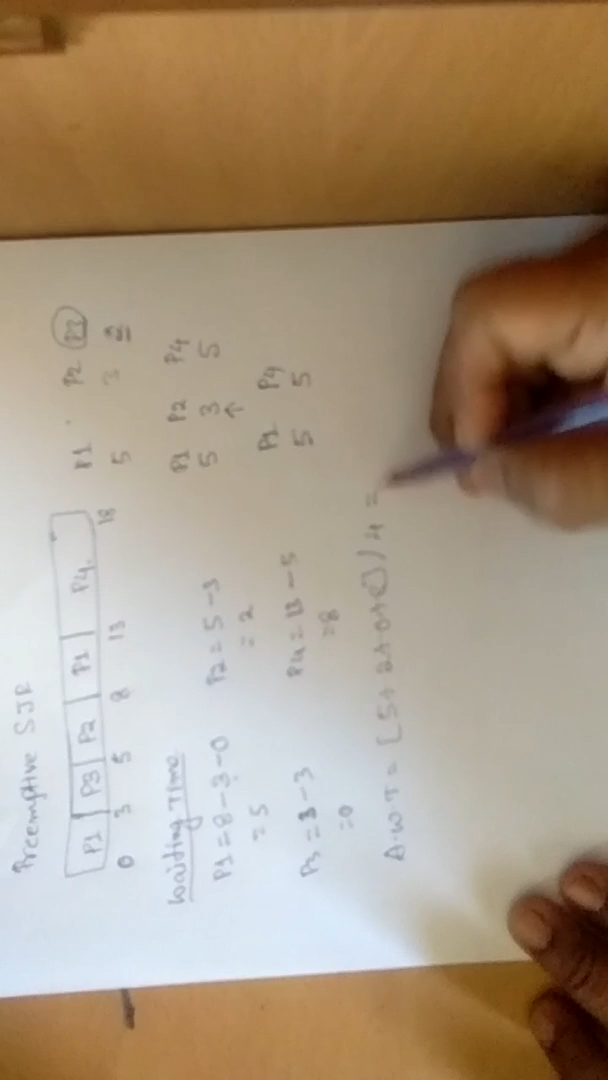 Preemptive SJF
P1 P3 P2 P1 P4
0 3 5 8 13 18
P1 P2 P3
5 3 2
Waiting Time
P1 = 8-3-0
= 5
P2 = 5-3
= 2
P1 P2 P4
5 3 5
↑
P3 = 3-3
=0
P4 = 13-5
=8
P1 P4
5 5
A.W.T = [5+2+0+8]/4 =